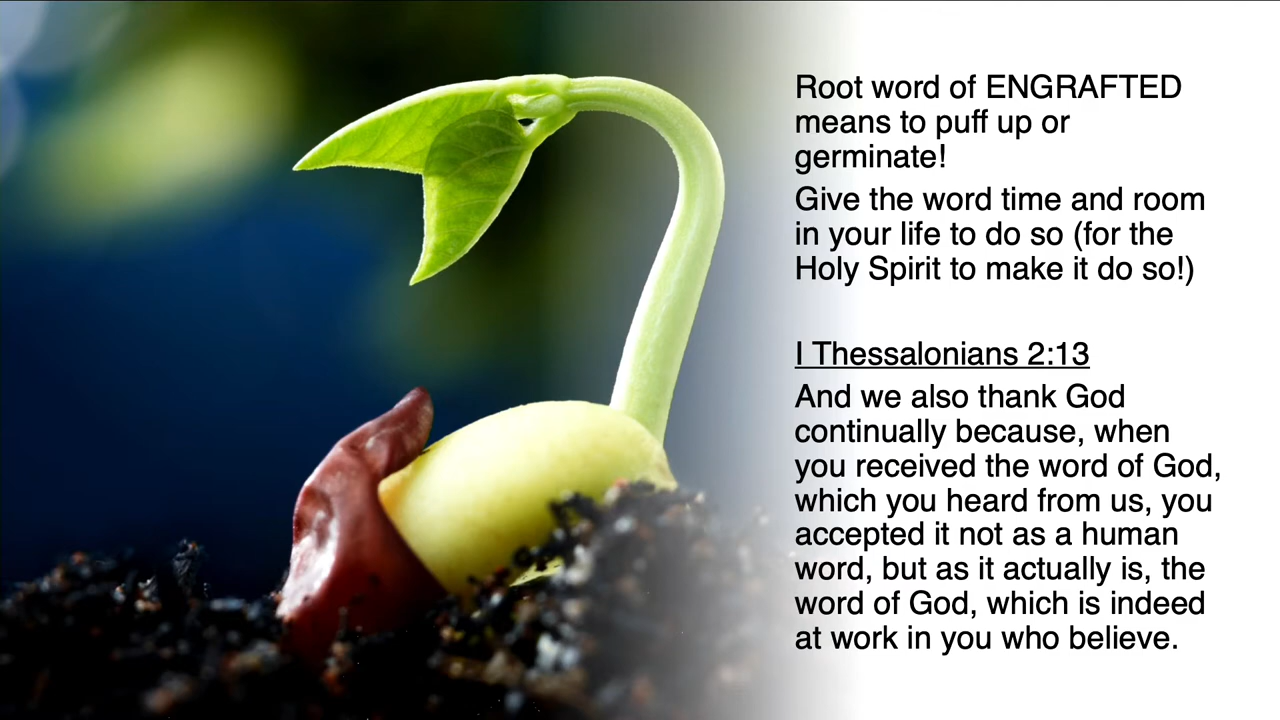 Root word of ENGRAFTED
means to puff up or
germinate!
Give the word time and room
in your life to do so (for the
Holy Spirit to make it do so!)
I Thessalonians 2:13
And we also thank God
continually because, when
you received the word of God,
which you heard from us, you
accepted it not as a human
word, but as it actually is, the
word of God, which is indeed
at work in you who believe.